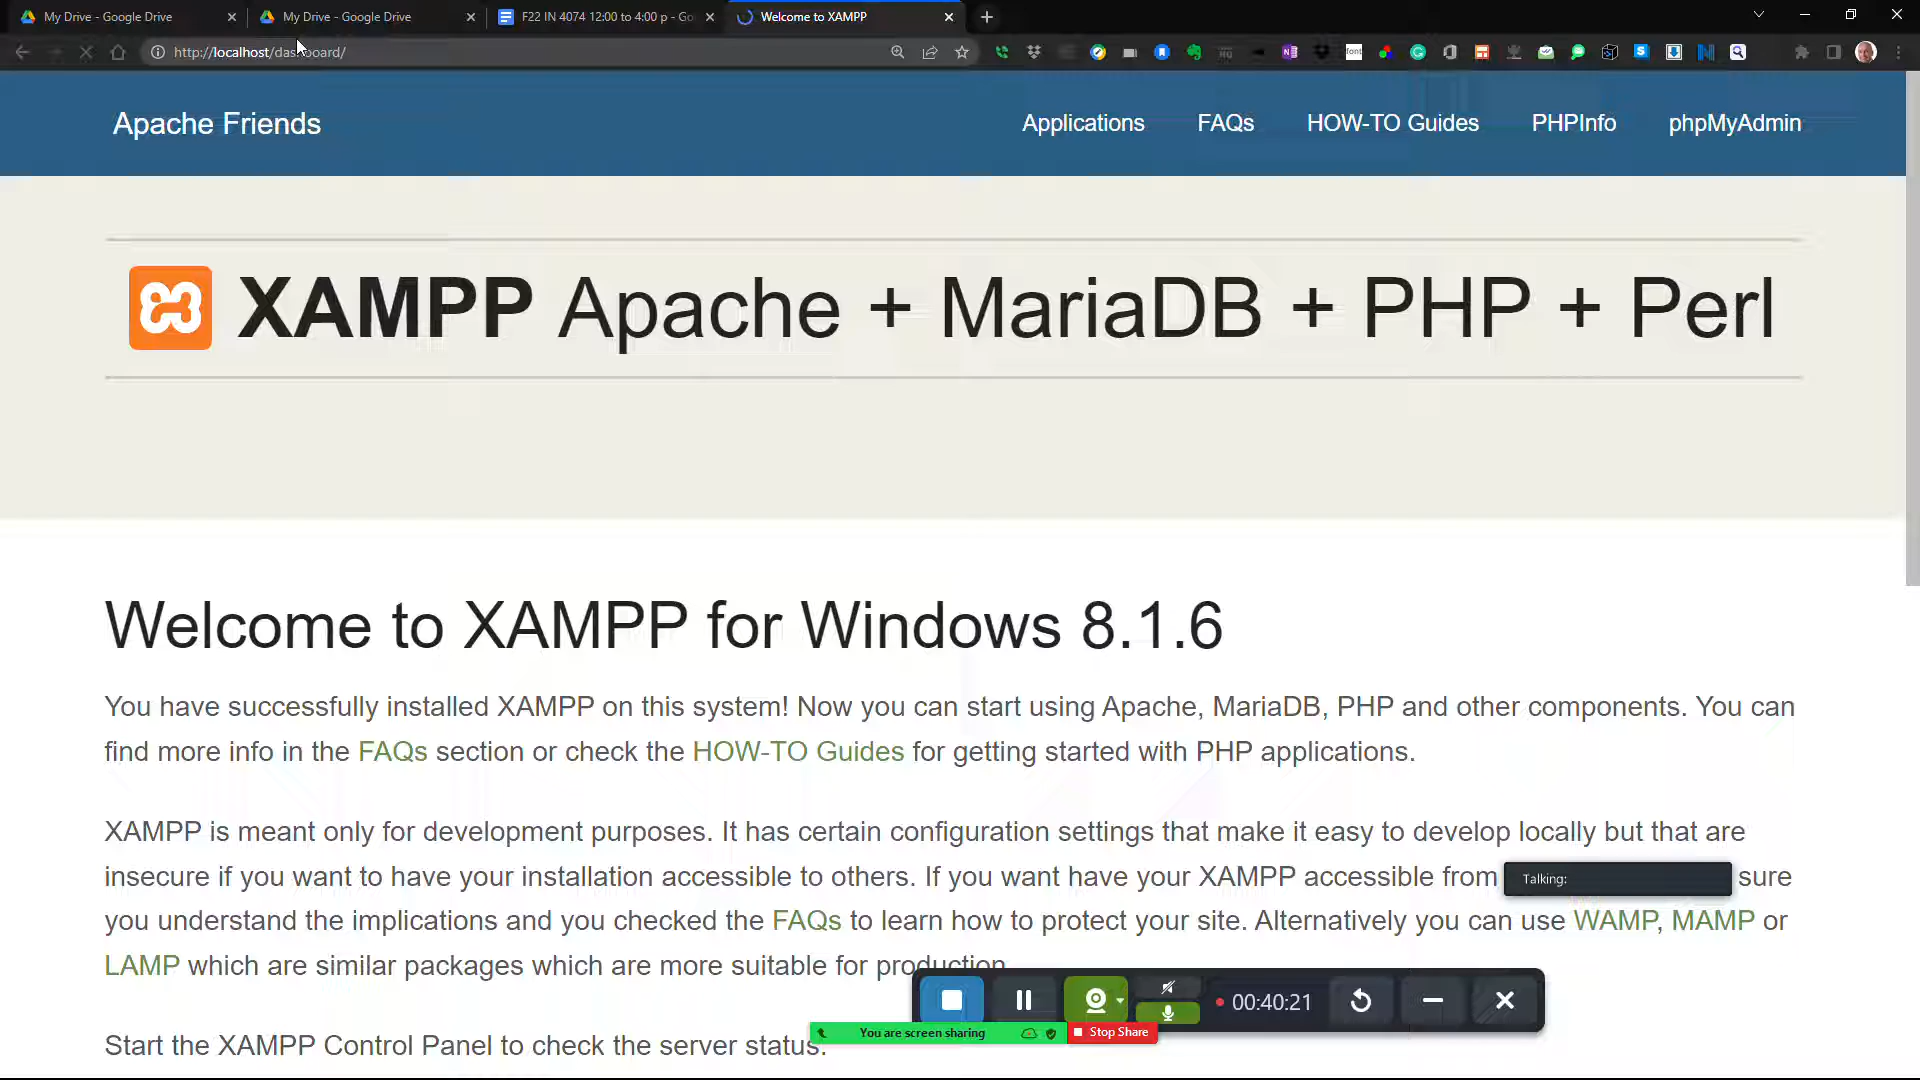 My Drive - Google Drive
My Drive - Google Drive
F22 IN 4074 12:00 to 4:00 p - Go
Welcome to XAMPP
http://localhost/dashboard/
Apache Friends
Applications
FAQs
HOW-TO Guides
PHPInfo
phpMyAdmin
XAMPP Apache + MariaDB + PHP + Perl
Welcome to XAMPP for Windows 8.1.6
You have successfully installed XAMPP on this system! Now you can start using Apache, MariaDB, PHP and other components. You can
find more info in the FAQs section or check the HOW-TO Guides for getting started with PHP applications.
XAMPP is meant only for development purposes. It has certain configuration settings that make it easy to develop locally but that are
insecure if you want to have your installation accessible to others. If you want have your XAMPP accessible from sure
Talking:
you understand the implications and you checked the FAQs to learn how to protect your site. Alternatively you can use WAMP, MAMP or
LAMP which are similar packages which are more suitable for production.
00:40:21
You are screen sharing
Stop Share
Start the XAMPP Control Panel to check the server status.